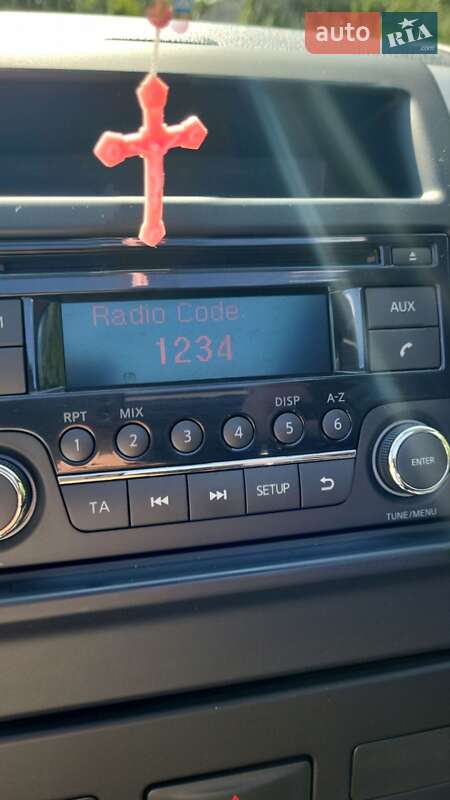 auto RIA
.com
AUX
Radio Code.
1234
RPT MIX DISP A-Z
1 2 3 4 5 6
ENTER
TA SETUP
TUNE/MENU